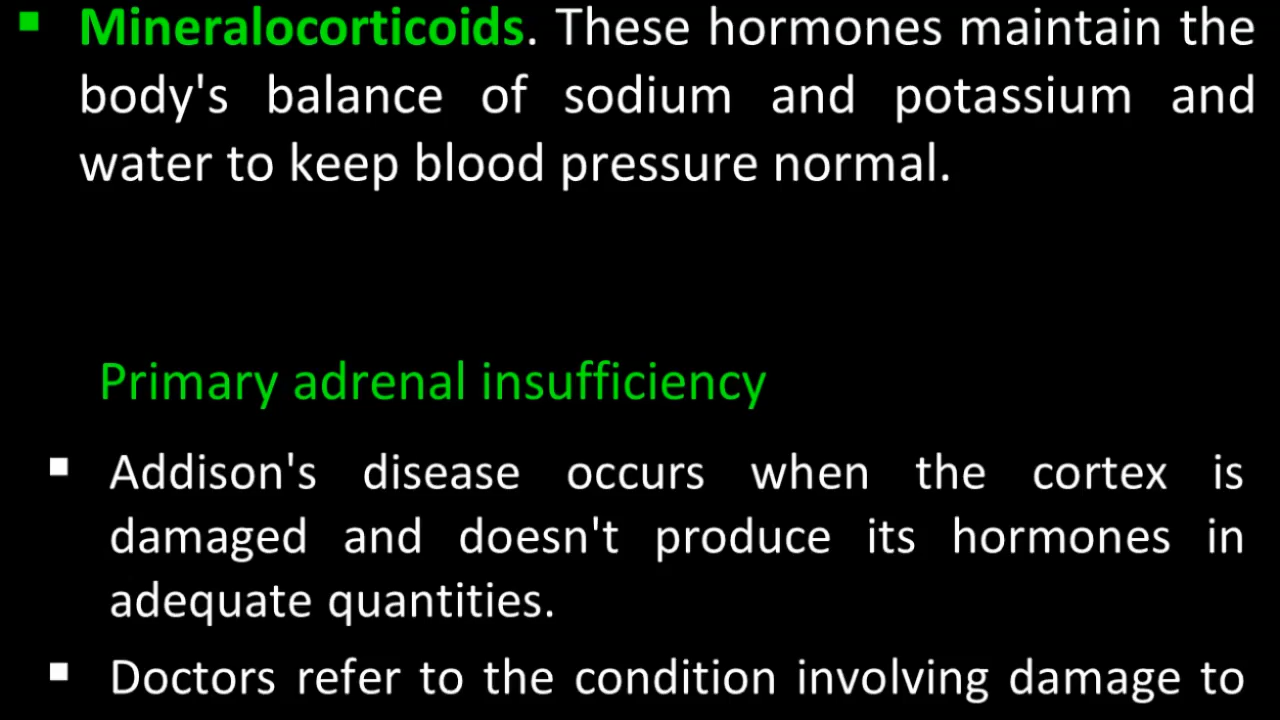 ▪ Mineralocorticoids. These hormones maintain the
body's balance of sodium and potassium and
water to keep blood pressure normal.
Primary adrenal insufficiency
▪ Addison's disease occurs when the cortex is
damaged and doesn't produce its hormones in
adequate quantities.
▪ Doctors refer to the condition involving damage to